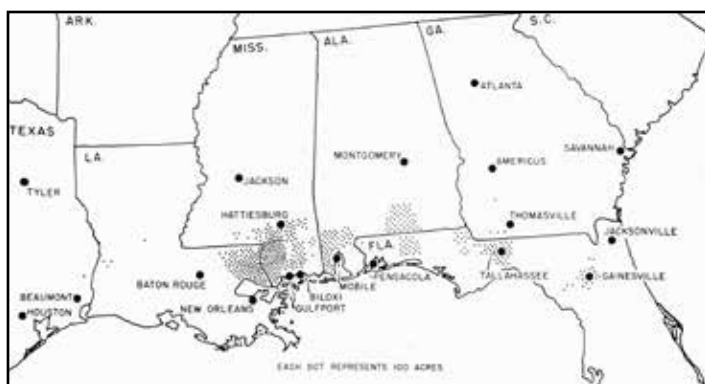 ARK.
S.C.
MISS.
ALA.
GA.
ATLANTA
TEXAS
LA.
MONTGOMERY
AMERICUS
SAVANNAH
TYLER
JACKSON
HATTIESBURG
THOMASVILLE
FLA.
JACKSONVILLE
BATON ROUGE
MOBILE
PENSACOLA
TALLAHASSEE
GAINESVILLE
BEAUMONT
BILOXI
HOUSTON
NEW ORLEANS
GULFPORT
EACH DOT REPRESENTS 100 ACRES